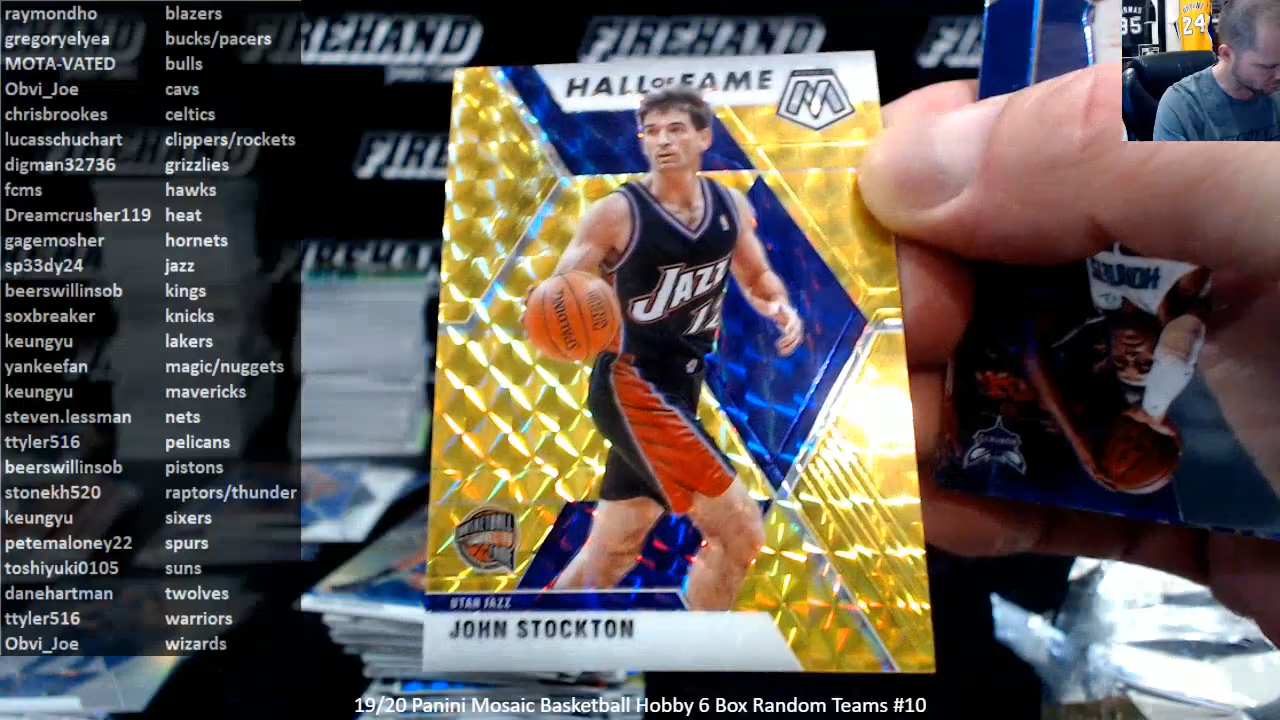 raymondho blazers
gregoryelyea bucks/pacers
MOTA-VATED bulls
Obvi_Joe cavs
chrisbrookes celtics
lucasschuchart clippers/rockets
digman32736 grizzlies
fcms hawks
Dreamcrusher119 heat
gagemosher hornets
sp33dy24 jazz
beerswillinsob kings
soxbreaker knicks
keungyu lakers
yankeefan magic/nuggets
keungyu mavericks
steven.lessman nets
ttyler516 pelicans
beerswillinsob pistons
stonekh520 raptors/thunder
keungyu sixers
petemaloney22 spurs
toshiyuki0105 suns
danehartman twolves
ttyler516 warriors
Obvi_Joe wizards
FIREHAND
FIREHAND
HALL OF FAME
JAZZ
SPALDING
UTAH JAZZ
JOHN STOCKTON
24
19/20 Panini Mosaic Basketball Hobby 6 Box Random Teams #10